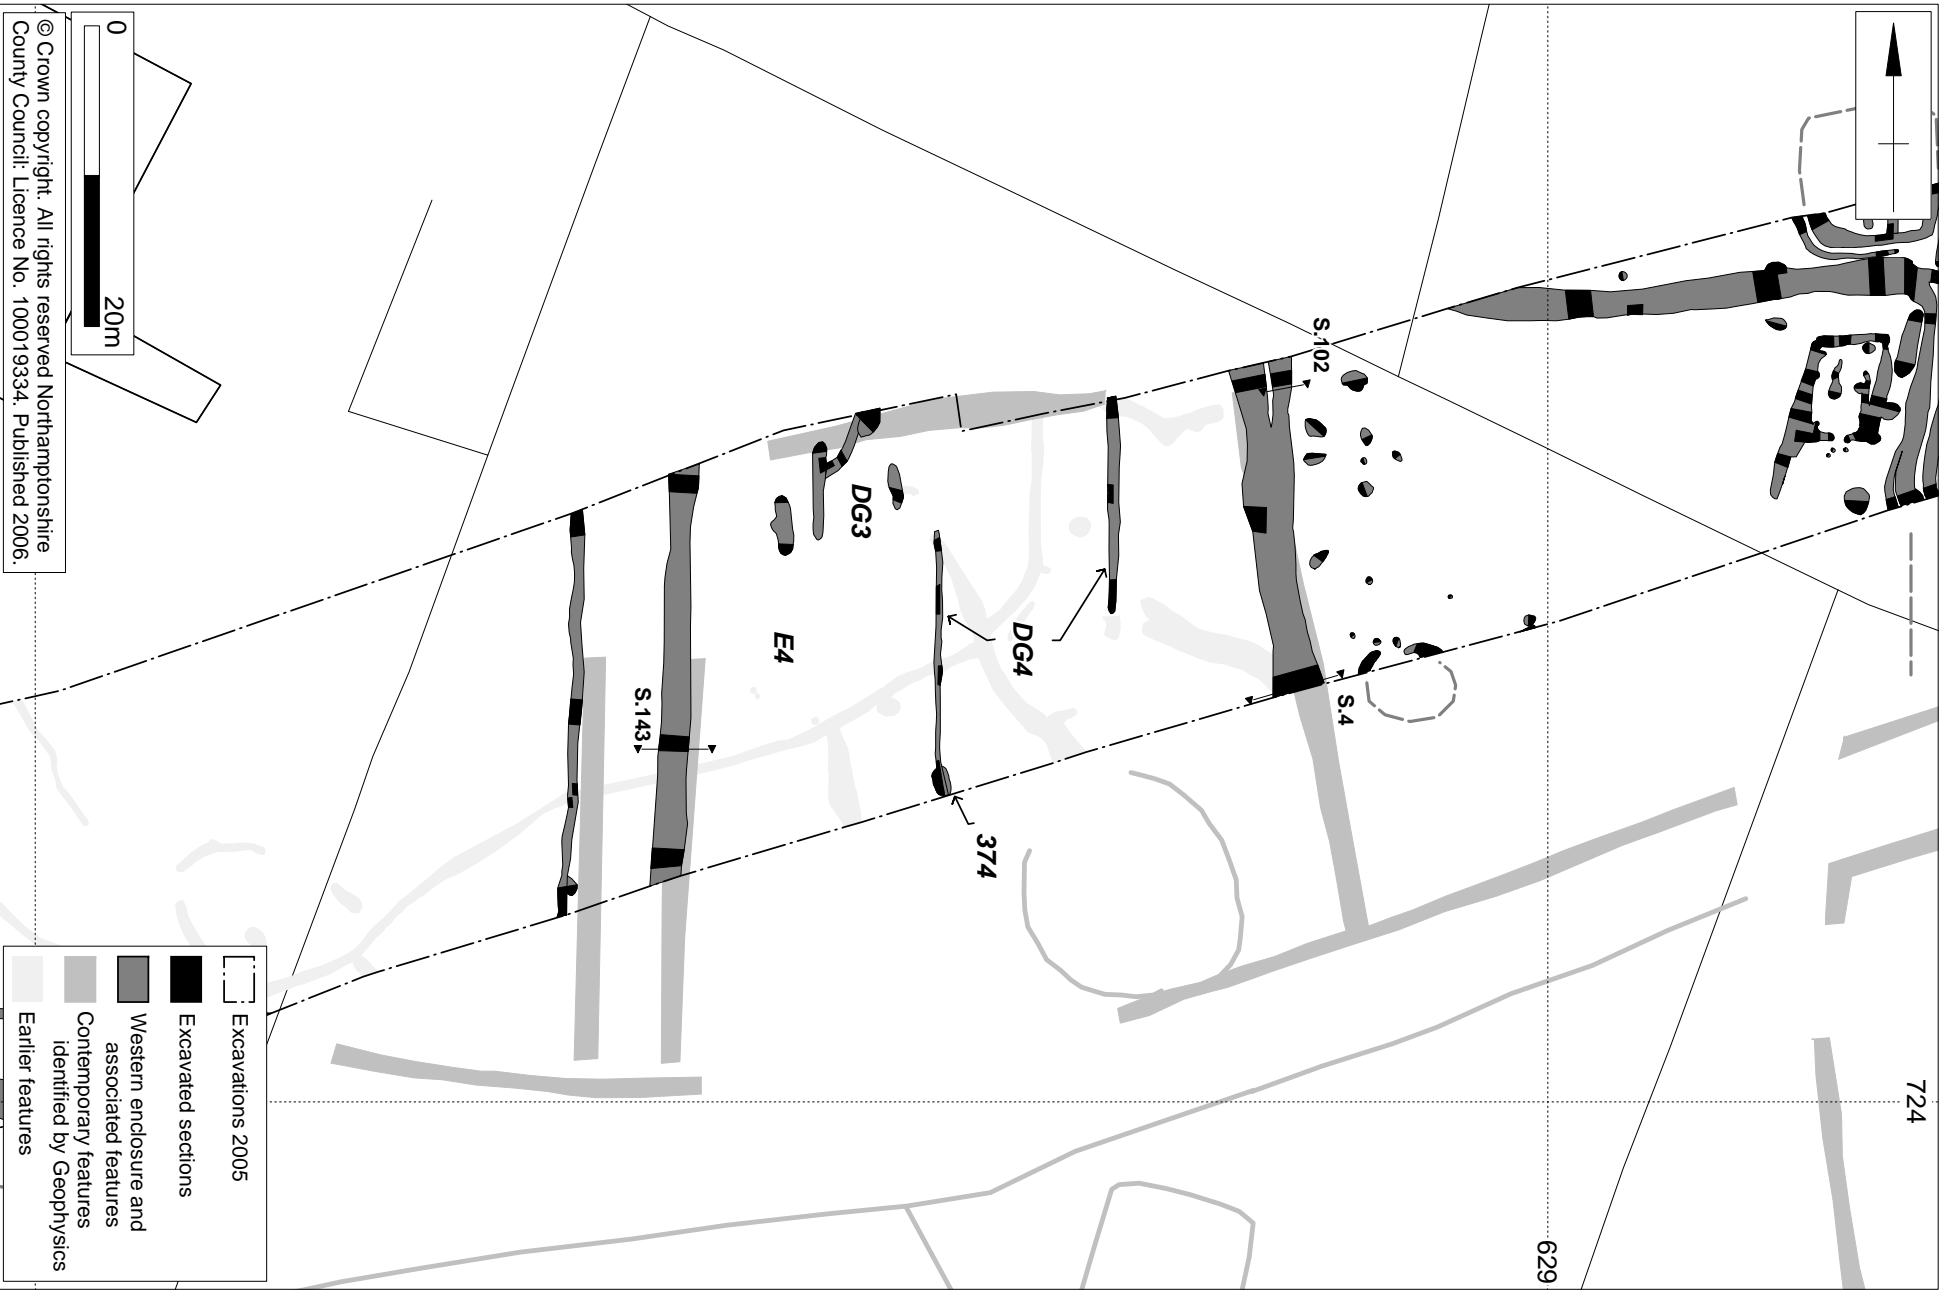 724
629
S.102
S.4
DG4
374
DG3
E4
S.143
0
20m
© Crown copyright. All rights reserved Northamptonshire
County Council: Licence No. 100019334. Published 2006.
Excavations 2005
Excavated sections
Western enclosure and
associated features
Contemporary features
identified by Geophysics
Earlier features